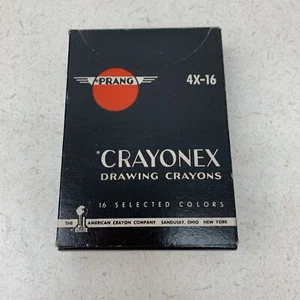 PRANG
4X-16
CRAYONEX
DRAWING CRAYONS
16 SELECTED COLORS
THE AMERICAN CRAYON COMPANY SANDUSKY, OHIO NEW YORK